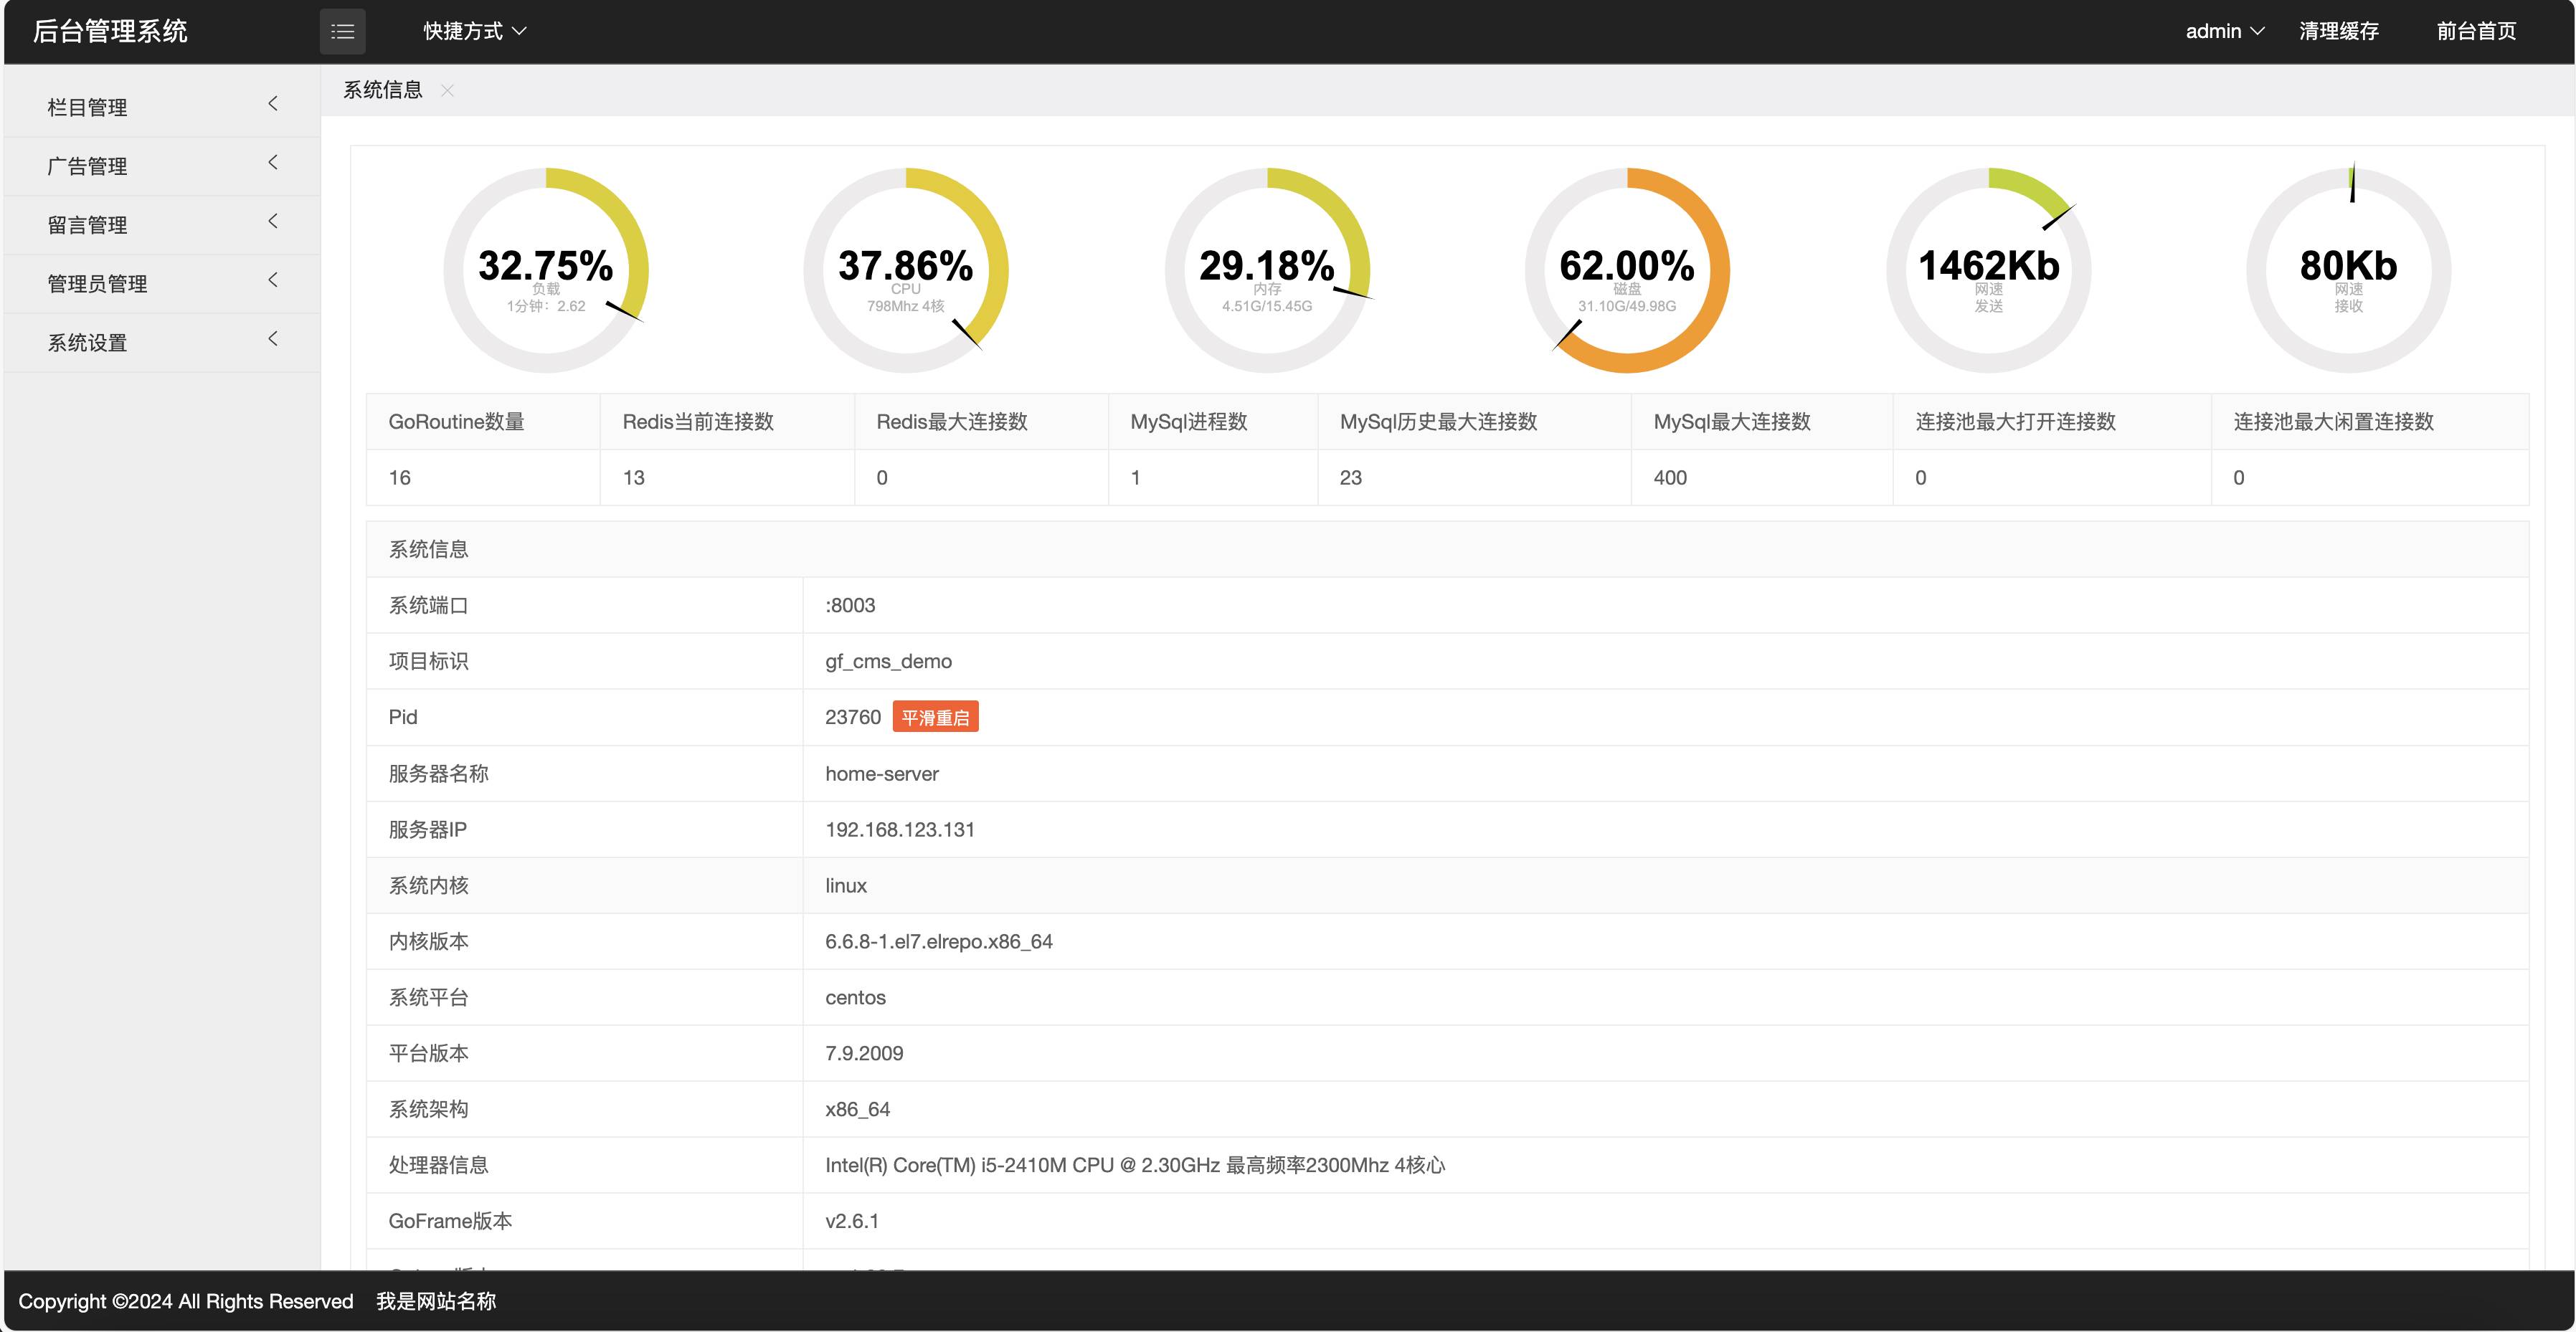 后台管理系统 快捷方式 admin 清理缓存 前台首页
栏目管理
广告管理
留言管理
管理员管理
系统设置
系统信息
32.75%
负载
1分钟：2.62
37.86%
CPU
798Mhz 4核
29.18%
内存
4.51G/15.45G
62.00%
磁盘
31.10G/49.98G
1462Kb
网速
发送
80Kb
网速
接收
GoRoutine数量 Redis当前连接数 Redis最大连接数 MySql进程数 MySql历史最大连接数 MySql最大连接数 连接池最大打开连接数 连接池最大闲置连接数
16 13 0 1 23 400 0 0
系统信息
系统端口 :8003
项目标识 gf_cms_demo
Pid 23760 平滑重启
服务器名称 home-server
服务器IP 192.168.123.131
系统内核 linux
内核版本 6.6.8-1.el7.elrepo.x86_64
系统平台 centos
平台版本 7.9.2009
系统架构 x86_64
处理器信息 Intel(R) Core(TM) i5-2410M CPU @ 2.30GHz 最高频率2300Mhz 4核心
GoFrame版本 v2.6.1
Copyright ©2024 All Rights Reserved 我是网站名称